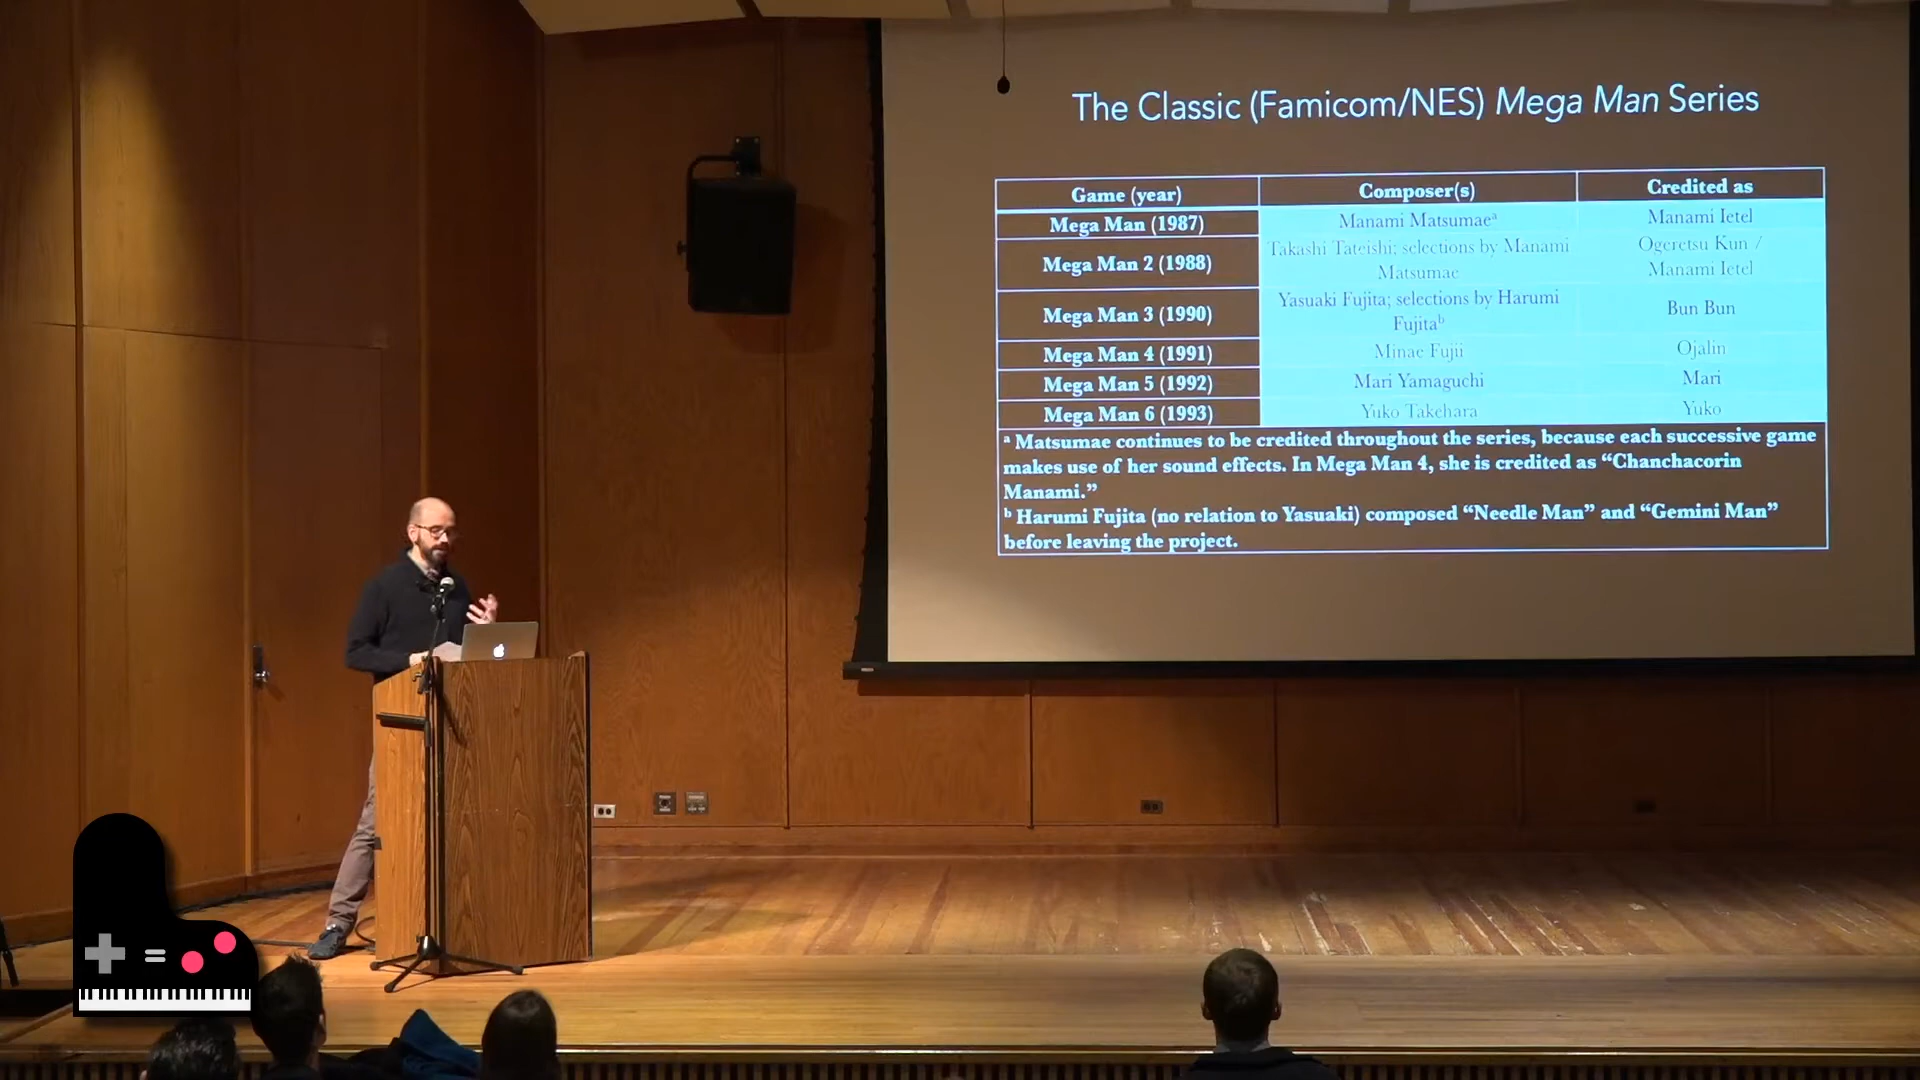 The Classic (Famicom/NES) Mega Man Series
Game (year) Composer(s) Credited as
Mega Man (1987) Manami Matsumaeᵃ Manami Ietel
Mega Man 2 (1988) Takashi Tateishi; selections by Manami Matsumae Ogeretsu Kun / Manami Ietel
Mega Man 3 (1990) Yasuaki Fujita; selections by Harumi Fujitaᵇ Bun Bun
Mega Man 4 (1991) Minae Fujii Ojalin
Mega Man 5 (1992) Mari Yamaguchi Mari
Mega Man 6 (1993) Yuko Takehara Yuko
ᵃ Matsumae continues to be credited throughout the series, because each successive game
makes use of her sound effects. In Mega Man 4, she is credited as “Chanchacorin
Manami.”
ᵇ Harumi Fujita (no relation to Yasuaki) composed “Needle Man” and “Gemini Man”
before leaving the project.